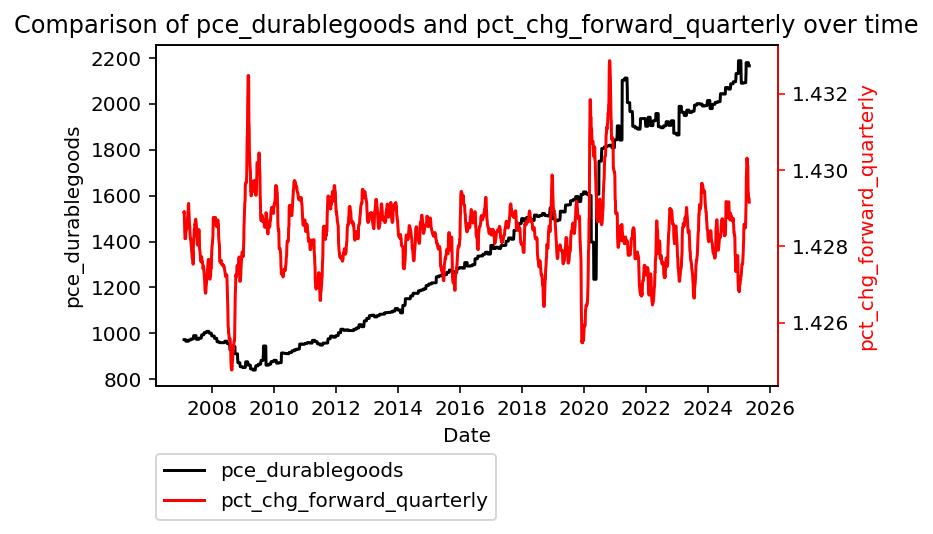 Comparison of pce_durablegoods and pct_chg_forward_quarterly over time
2200
2000
1800
1600
1400
1200
1000
800
pce_durablegoods
1.432
1.430
1.428
1.426
pct_chg_forward_quarterly
2008 2010 2012 2014 2016 2018 2020 2022 2024 2026
Date
pce_durablegoods
pct_chg_forward_quarterly